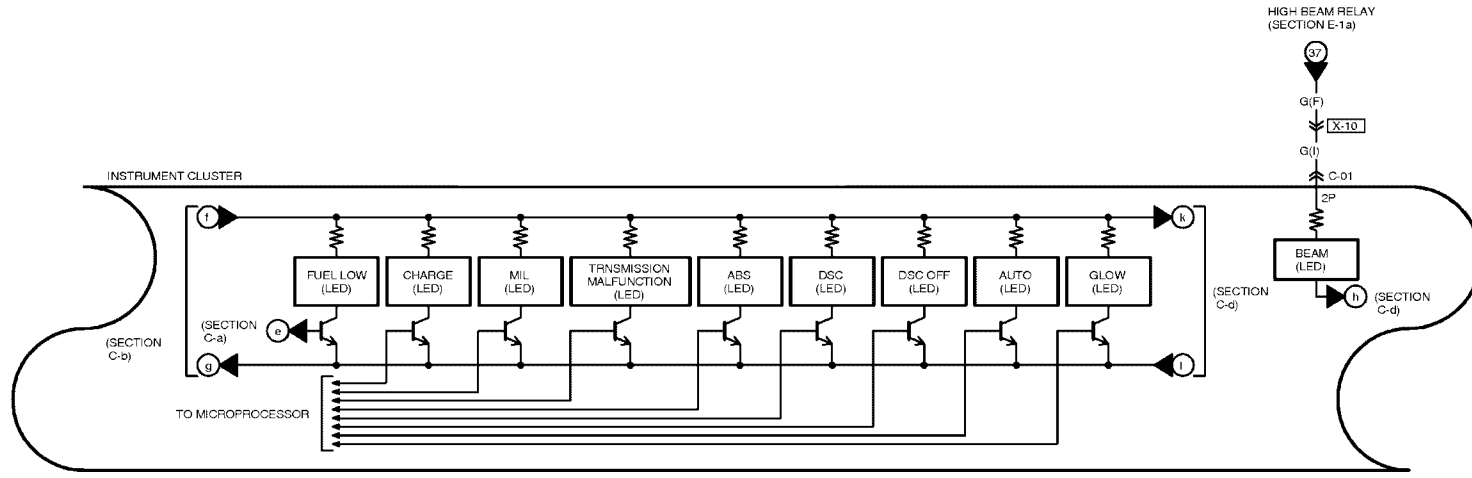 HIGH BEAM RELAY
(SECTION E-1a)
37
G(F)
X-10
G(I)
INSTRUMENT CLUSTER
C-01
2P
f
k
FUEL LOW
(LED)
CHARGE
(LED)
MIL
(LED)
TRNSMISSION
MALFUNCTION
(LED)
ABS
(LED)
DSC
(LED)
DSC OFF
(LED)
AUTO
(LED)
GLOW
(LED)
BEAM
(LED)
(SECTION
C-d)
h
(SECTION
C-d)
e
(SECTION
C-a)
(SECTION
C-b)
g
l
TO MICROPROCESSOR